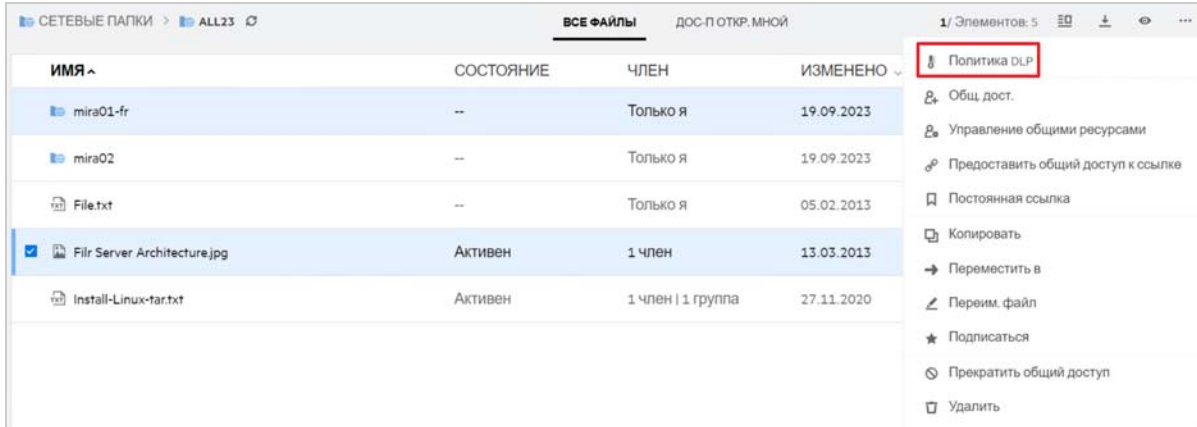 СЕТЕВЫЕ ПАПКИ > ALL23 ВСЕ ФАЙЛЫ ДОС-П ОТКР. МНОЙ 1/ Элементов: 5 ...
ИМЯ СОСТОЯНИЕ ЧЛЕН ИЗМЕНЕНО
mira01-fr -- Только я 19.09.2023
mira02 -- Только я 19.09.2023
TXT File.txt -- Только я 05.02.2013
Filr Server Architecture.jpg Активен 1 член 13.03.2013
TXT Install-Linux-tar.txt Активен 1 член | 1 группа 27.11.2020
Политика DLP
Общ. дост.
Управление общими ресурсами
Предоставить общий доступ к ссылке
Постоянная ссылка
Копировать
Переместить в
Переим. файл
Подписаться
Прекратить общий доступ
Удалить